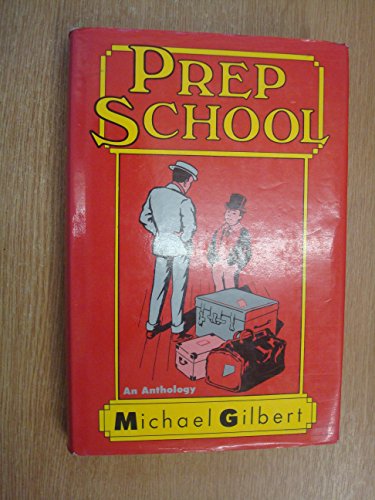 PREP
SCHOOL
An Anthology
Michael Gilbert